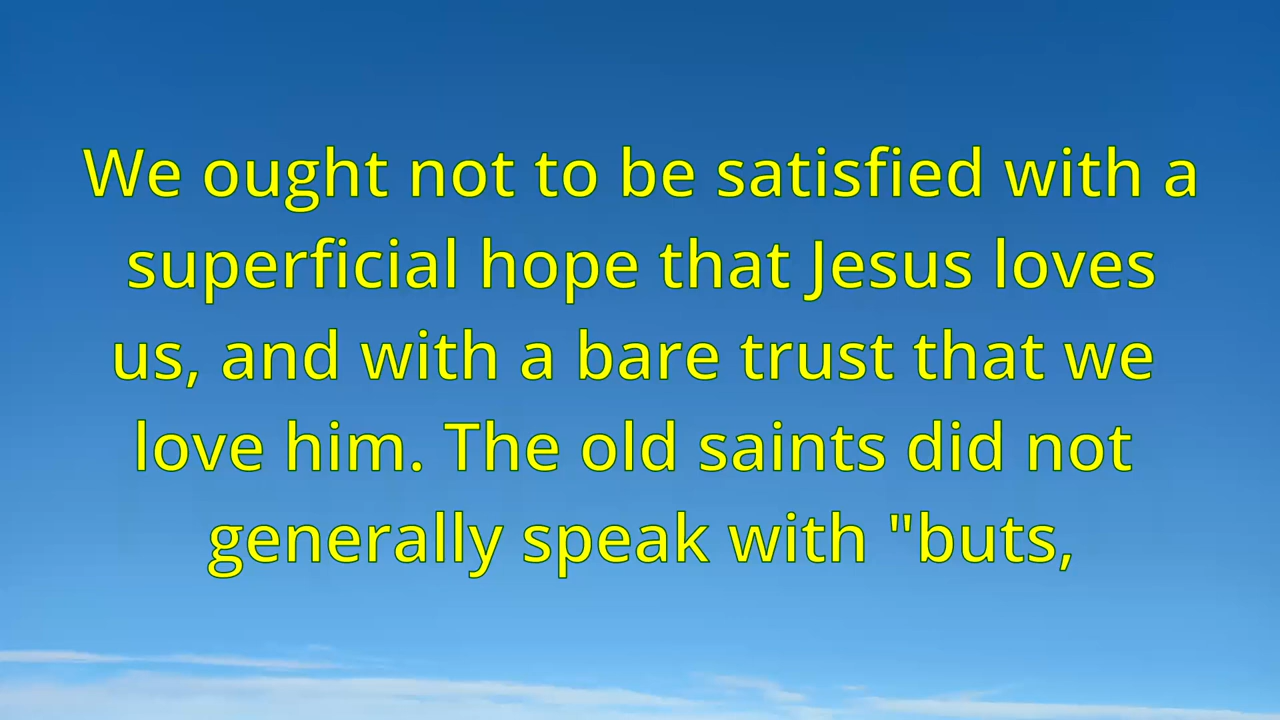 We ought not to be satisfied with a
superficial hope that Jesus loves
us, and with a bare trust that we
love him. The old saints did not
generally speak with "buts,